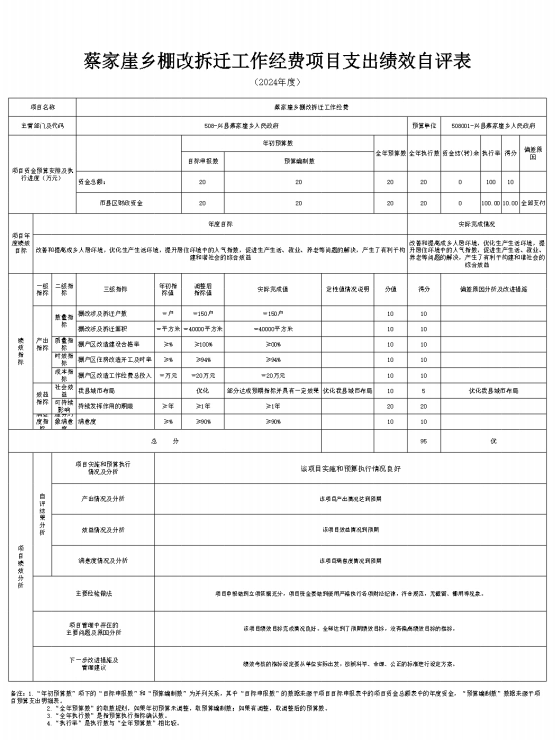 蔡家崖乡棚改拆迁工作经费项目支出绩效自评表
（2024年度）
项目名称 蔡家崖乡棚改拆迁工作经费
主管部门及代码 508-兴县蔡家崖乡人民政府 预算单位 508001-兴县蔡家崖乡人民政府
项目资金预算安排及执行进度（万元） 年初预算数 全年预算数 全年执行数 资金结(转)余 执行率 得分 偏差原因
目标申报数 预算编制数
资金总额： 20 20 20 20 0 100 10
市县区财政资金 20 20 20 20 0 100.00 10.00 全部支付
项目年度绩效目标 年度目标 实际完成情况
改善和提高成乡人居环境，优化生产生活环境，提升居住环境中的人气指数，促进生产生活、就业、养老等问题的解决，产生了有利于构建和谐社会的综合效益
改善和提高成乡人居环境，优化生产生活环境，提升居住环境中的人气指数，促进生产生活、就业、养老等问题的解决，产生了有利于构建和谐社会的综合效益
绩效指标 一级指标 二级指标 三级指标 年初指标值 调整后指标值 实际完成值 定性值情况说明 分值 得分 偏差原因分析及改进措施
产出指标 数量指标 棚改涉及拆迁户数 ＝户 ＝150户 ＝150户 10 10
棚改涉及拆迁面积 ＝平方米 ＝40000平方米 ＝40000平方米 10 10
质量指标 棚户区改造建设合格率 ≥% ≥100% 10 10
时效指标 棚户区住房改造开工及时率 ≥% ≥94% ≥94% 10 10
成本指标 棚户区改造工作经费总投入 ＝万元 ＝20万元 ＝20万元 10 10
效益指标 社会效益 我县城市布局 优化 部分达成预期指标并具有一定效果 优化我县城市布局 10 5 优化我县城市布局
可持续影响 持续发挥作用的期限 ≥年 ≥1年 ≥1年 20 20
度指标 满意度 ≥% ≥90% ≥90% 10 10
总 分 95 优
项目绩效分析 自评结果分析 项目实施和预算执行情况及分析 该项目实施和预算执行情况良好
产出情况及分析 该项目产出情况达到预期
效益情况及分析 该项目效益情况到预期
满意度情况及分析 该项目满意度情况到预期
主要经验做法 项目申报做到立项依据充分，项目资金要做到使用严格执行各项财经纪律，符合规范，无截留、挪用等现象。
项目管理中存在的主要问题及原因分析 该项目绩效目标完成情况良好，全部达到了预期绩效目标，没有偏离绩效目标的指标。
下一步改进措施及管理建议 绩效考核的指标设定要从单位实际出发，按照科学、合理、公正的标准进行设定方案。
备注：1.“年初预算数”项下的“目标申报数”和“预算编制数”为并列关系，其中“目标申报数”的数据来源于项目目标申报表中的项目资金总额表中的年度资金，“预算编制数”数据来源于项目预算支出明细表。
2.“全年预算数”的取数规则，如果年初预算未调整，取预算编制数；如果有调整，取调整后的预算数。
3.“全年执行数”是指预算执行指标确认数。
4.“执行率”是执行数与“全年预算数”相比较。